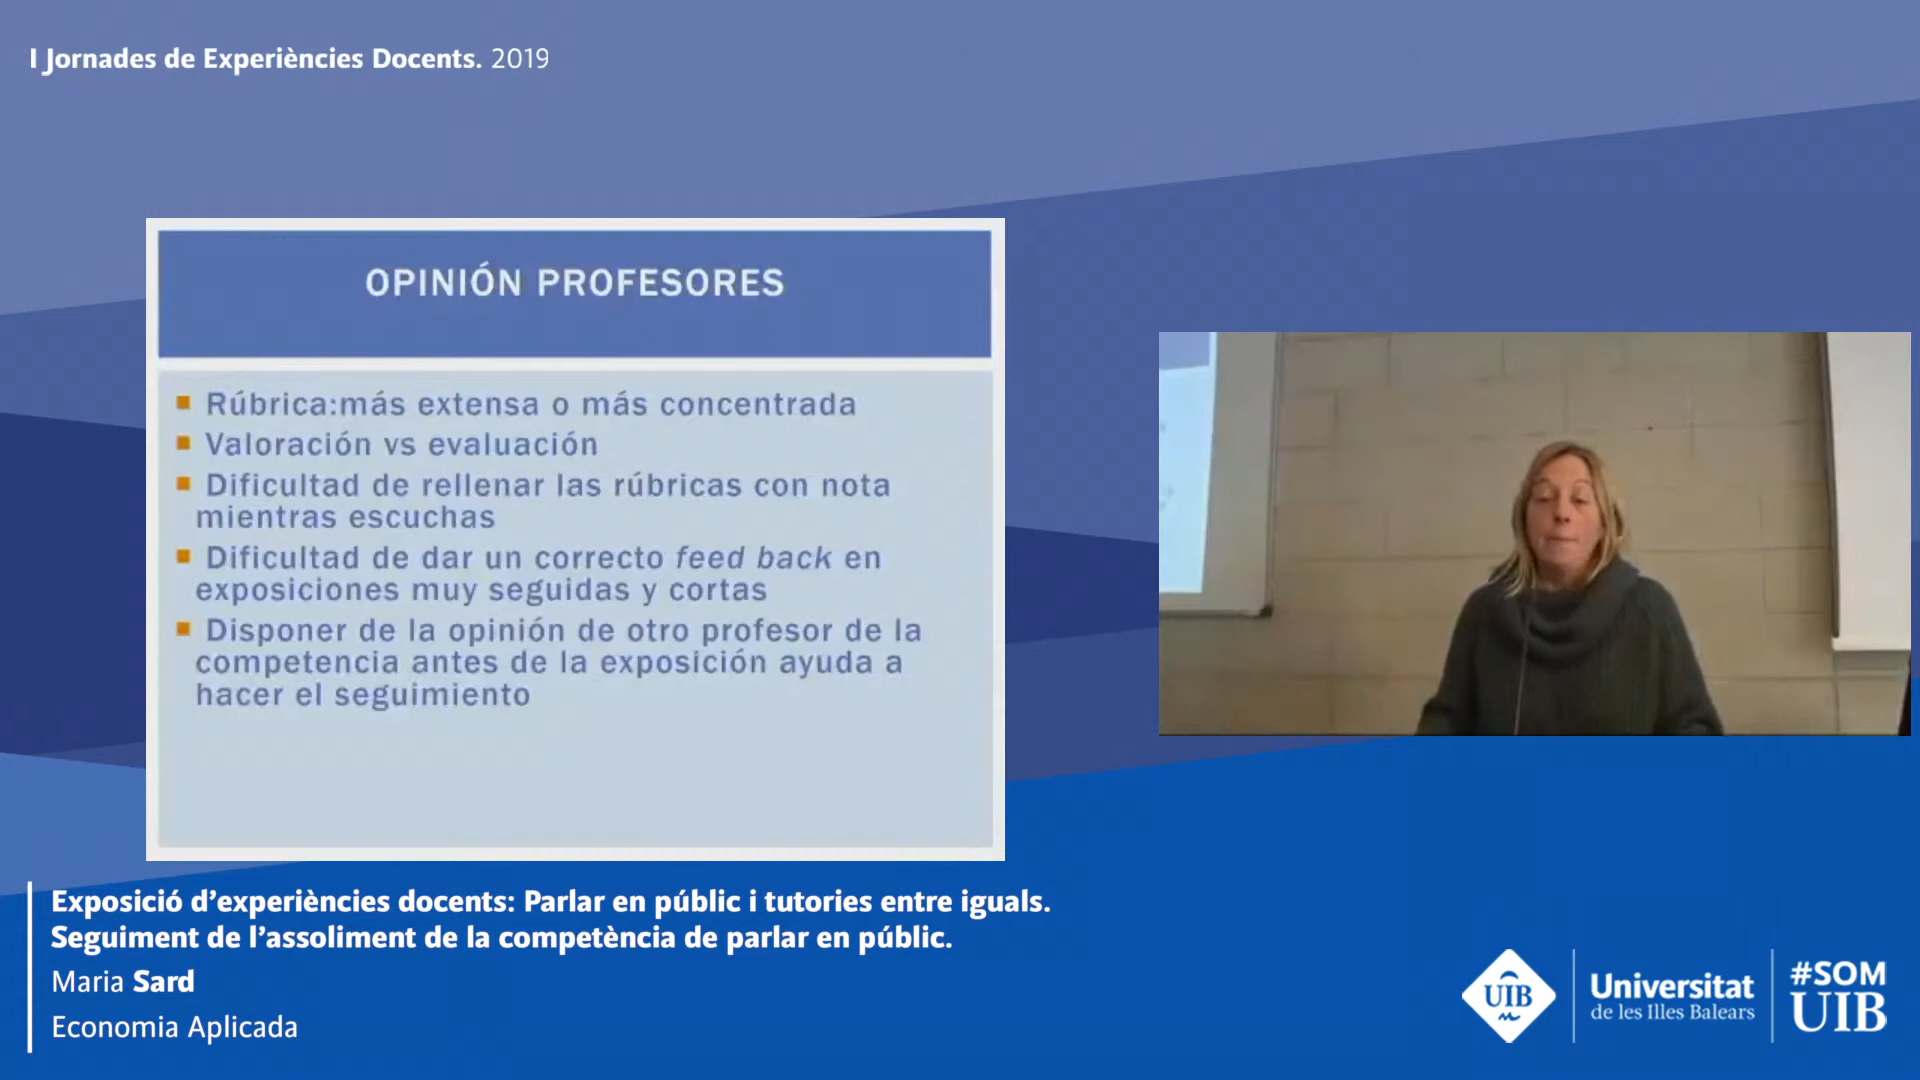 I Jornades de Experiències Docents. 2019
OPINIÓN PROFESORES
Rúbrica:más extensa o más concentrada
Valoración vs evaluación
Dificultad de rellenar las rúbricas con nota
mientras escuchas
Dificultad de dar un correcto feed back en
exposiciones muy seguidas y cortas
Disponer de la opinión de otro profesor de la
competencia antes de la exposición ayuda a
hacer el seguimiento
Exposició d’experiències docents: Parlar en públic i tutories entre iguals.
Seguiment de l’assoliment de la competència de parlar en públic.
Maria Sard
Economia Aplicada
UIB
Universitat
de les Illes Balears
#SOM
UIB